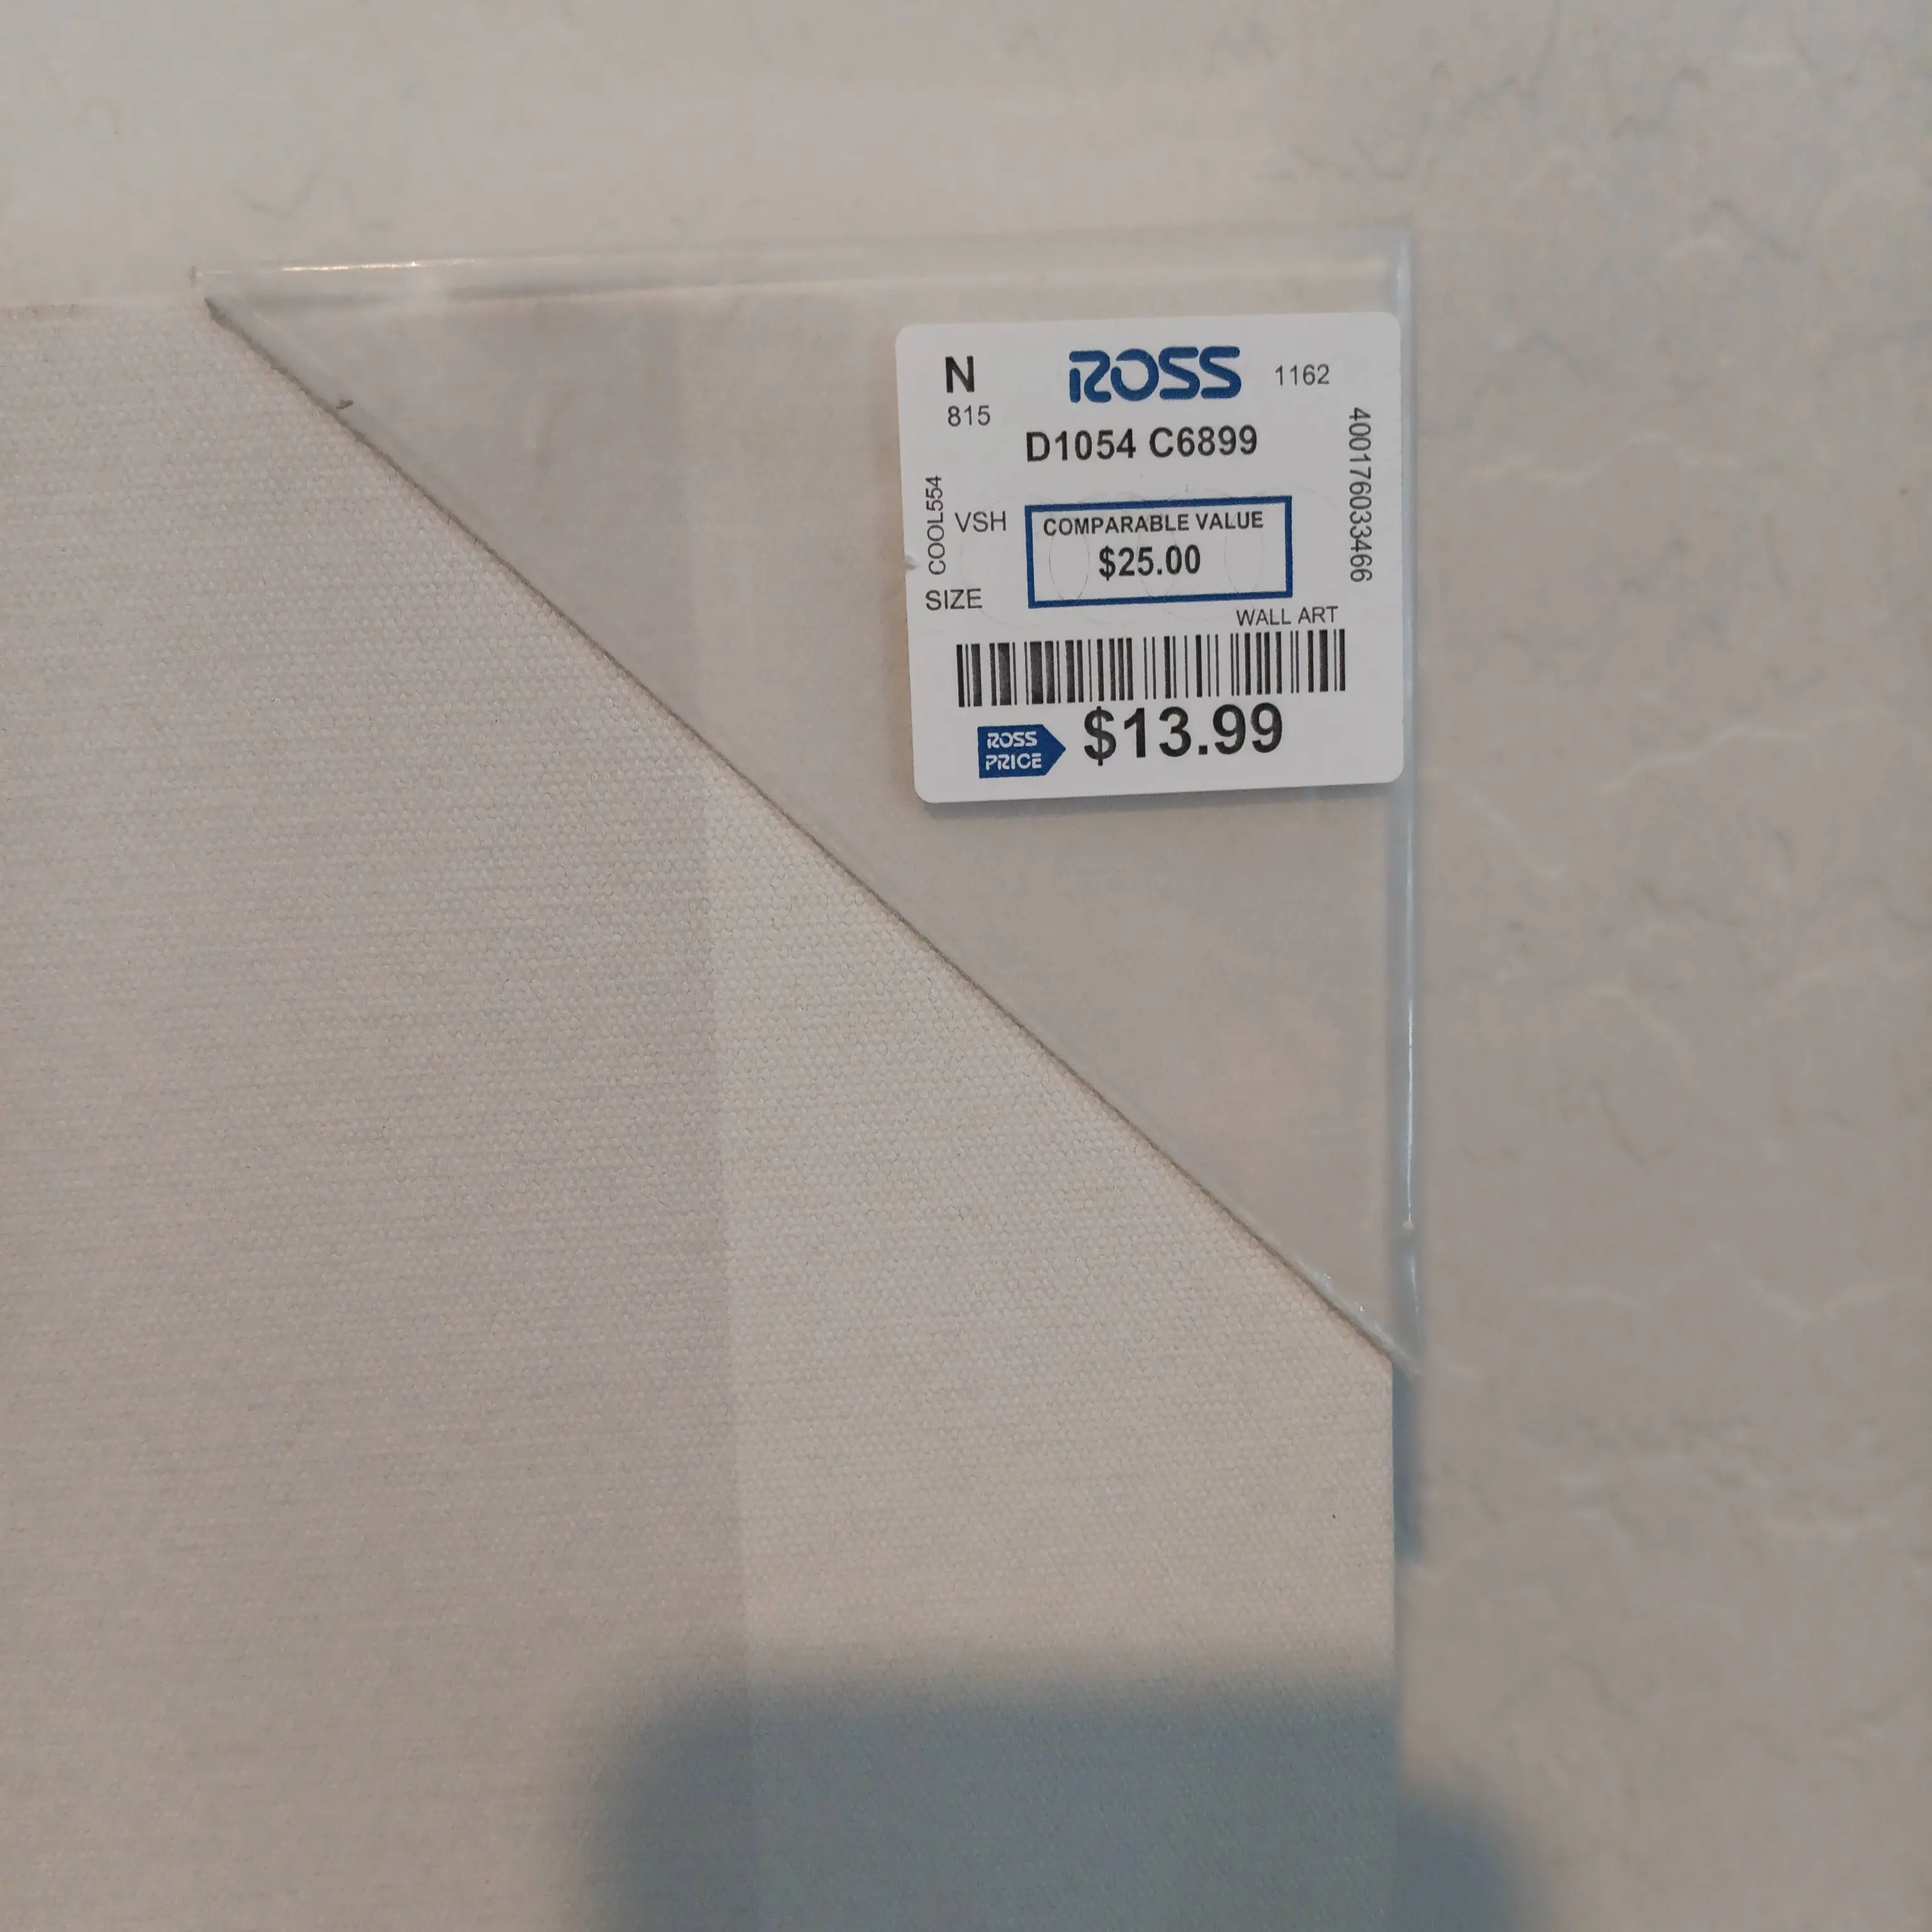 N
ROSS
1162
815
D1054 C6899
400176033466
COOL554
VSH
COMPARABLE VALUE
$25.00
SIZE
WALL ART
ROSS
PRICE
$13.99